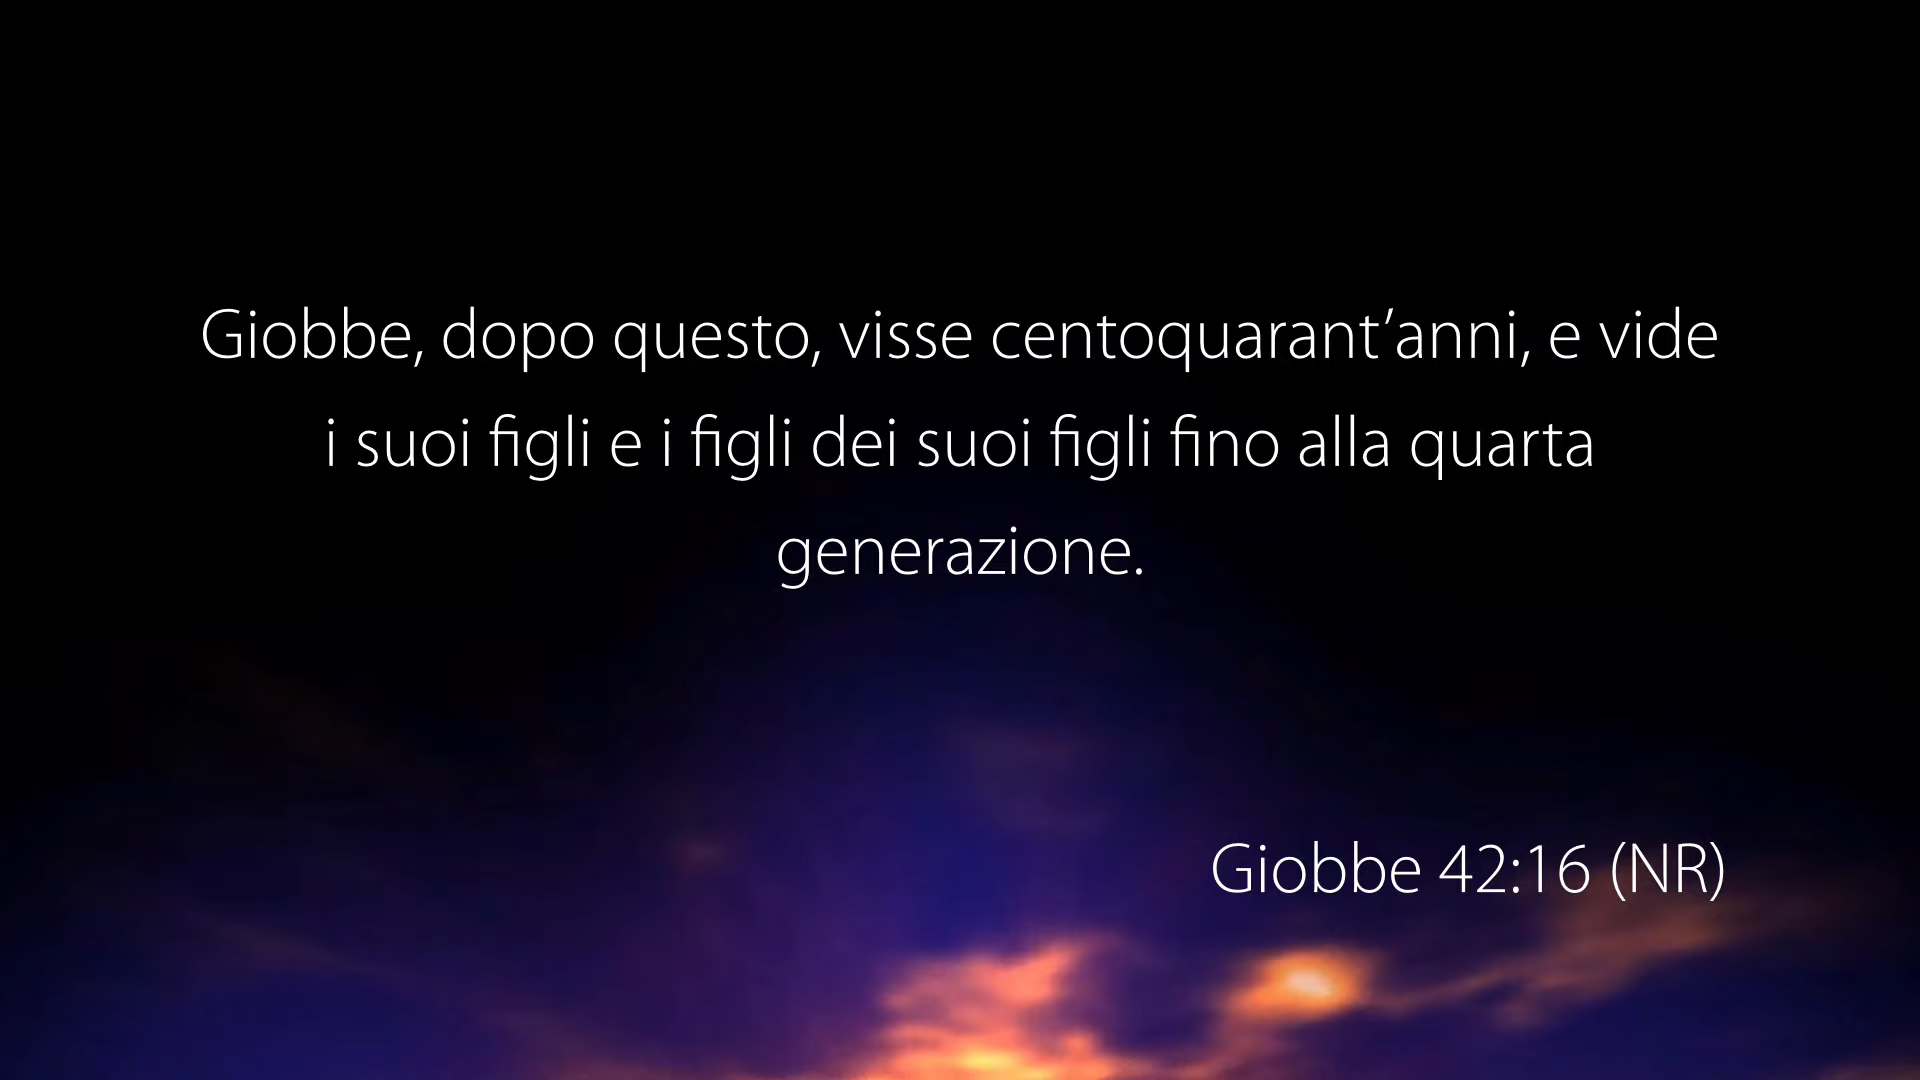 Giobbe, dopo questo, visse centoquarant’anni, e vide
i suoi figli e i figli dei suoi figli fino alla quarta
generazione.
Giobbe 42:16 (NR)